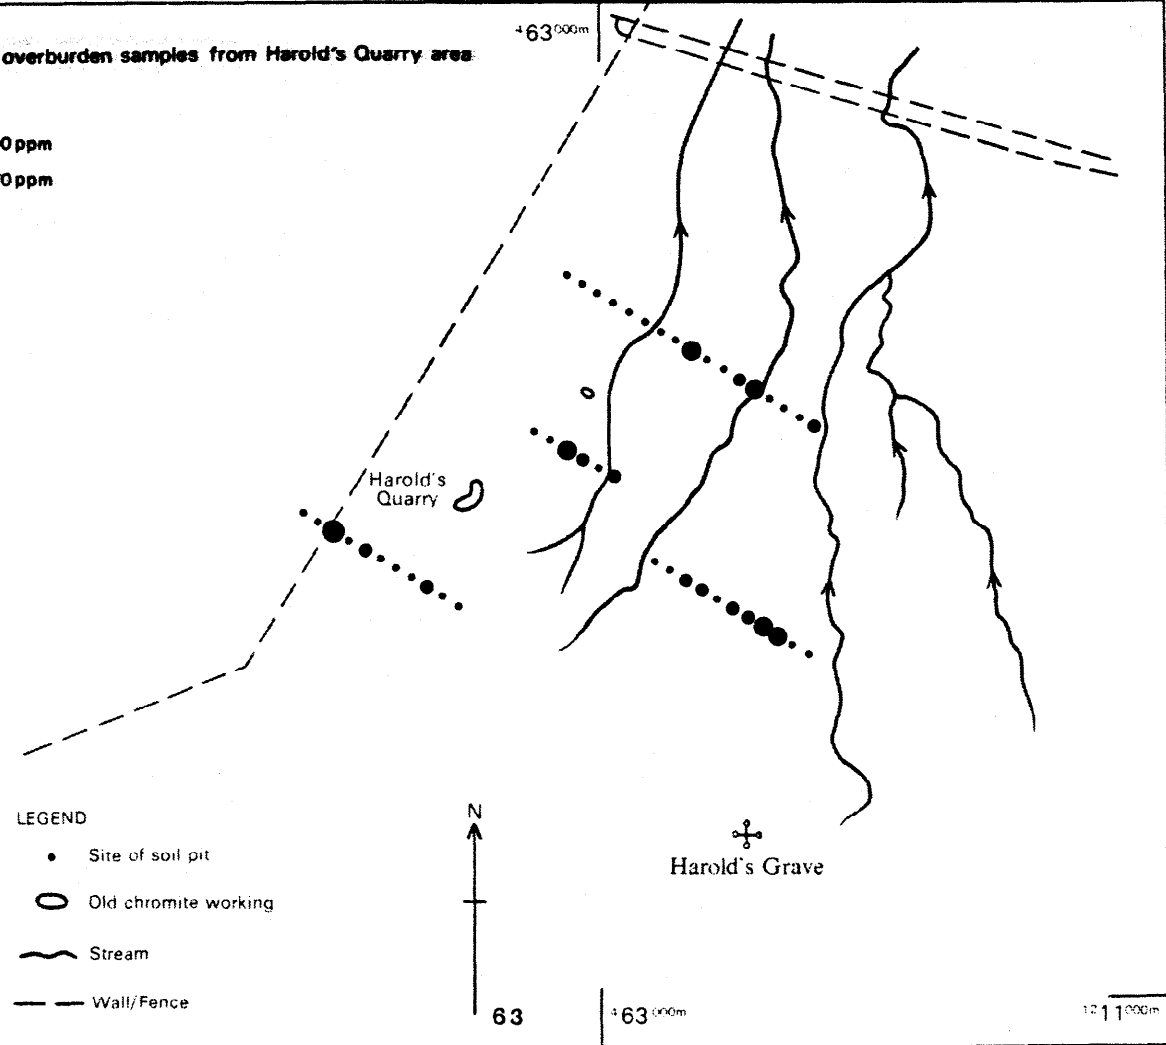 ⁴63⁰⁰⁰ᵐ
overburden samples from Harold's Quarry area
0 ppm
0 ppm
Harold's
Quarry
LEGEND
N
Site of soil pit
Harold's Grave
Old chromite working
Stream
Wall/Fence
63
⁴63⁰⁰⁰ᵐ
¹²11⁰⁰⁰ᵐ